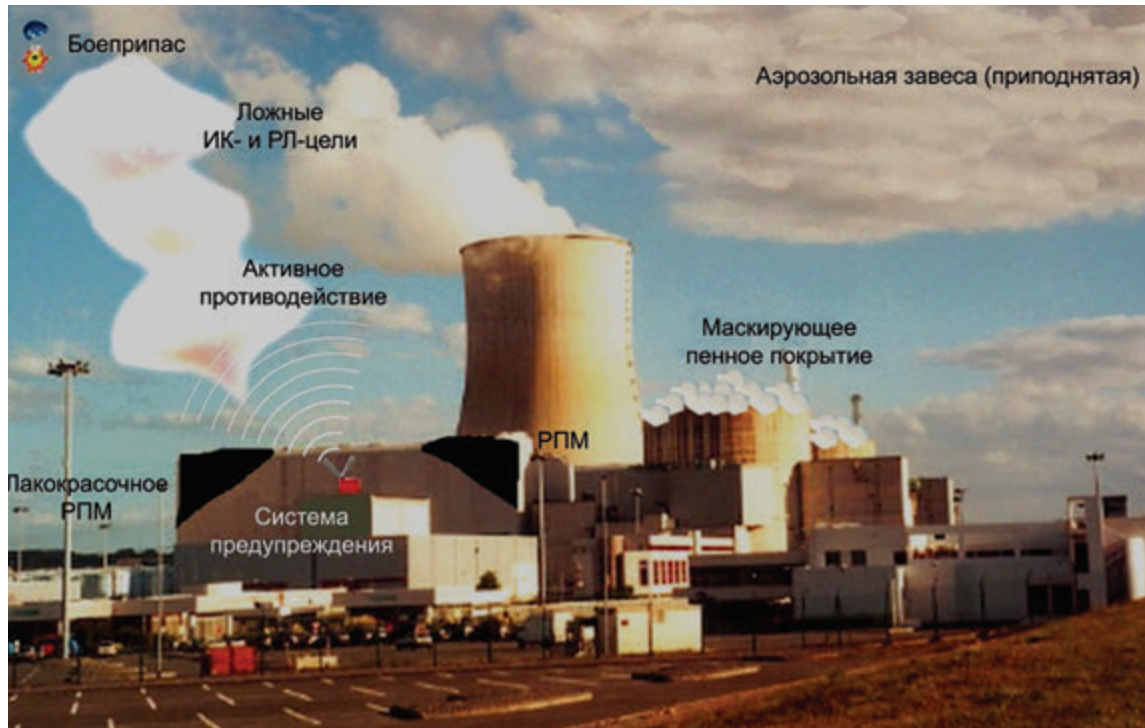 Боеприпас
Аэрозольная завеса (приподнятая)
Ложные
ИК- и РЛ-цели
Активное
противодействие
Маскирующее
пенное покрытие
РПМ
Лакокрасочное
РПМ
Система
предупреждения